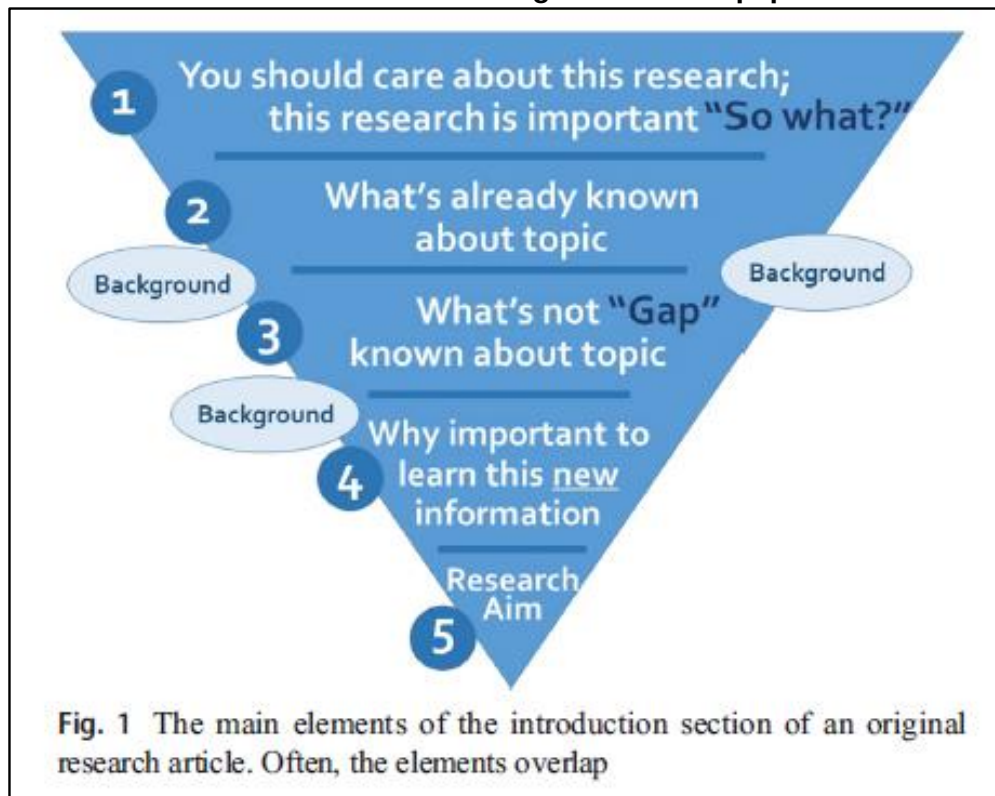 1
You should care about this research;
this research is important "So what?"
2
What's already known
about topic
Background
Background
3
What's not "Gap"
known about topic
Background
4
Why important to
learn this new
information
5
Research
Aim
Fig. 1 The main elements of the introduction section of an original
research article. Often, the elements overlap